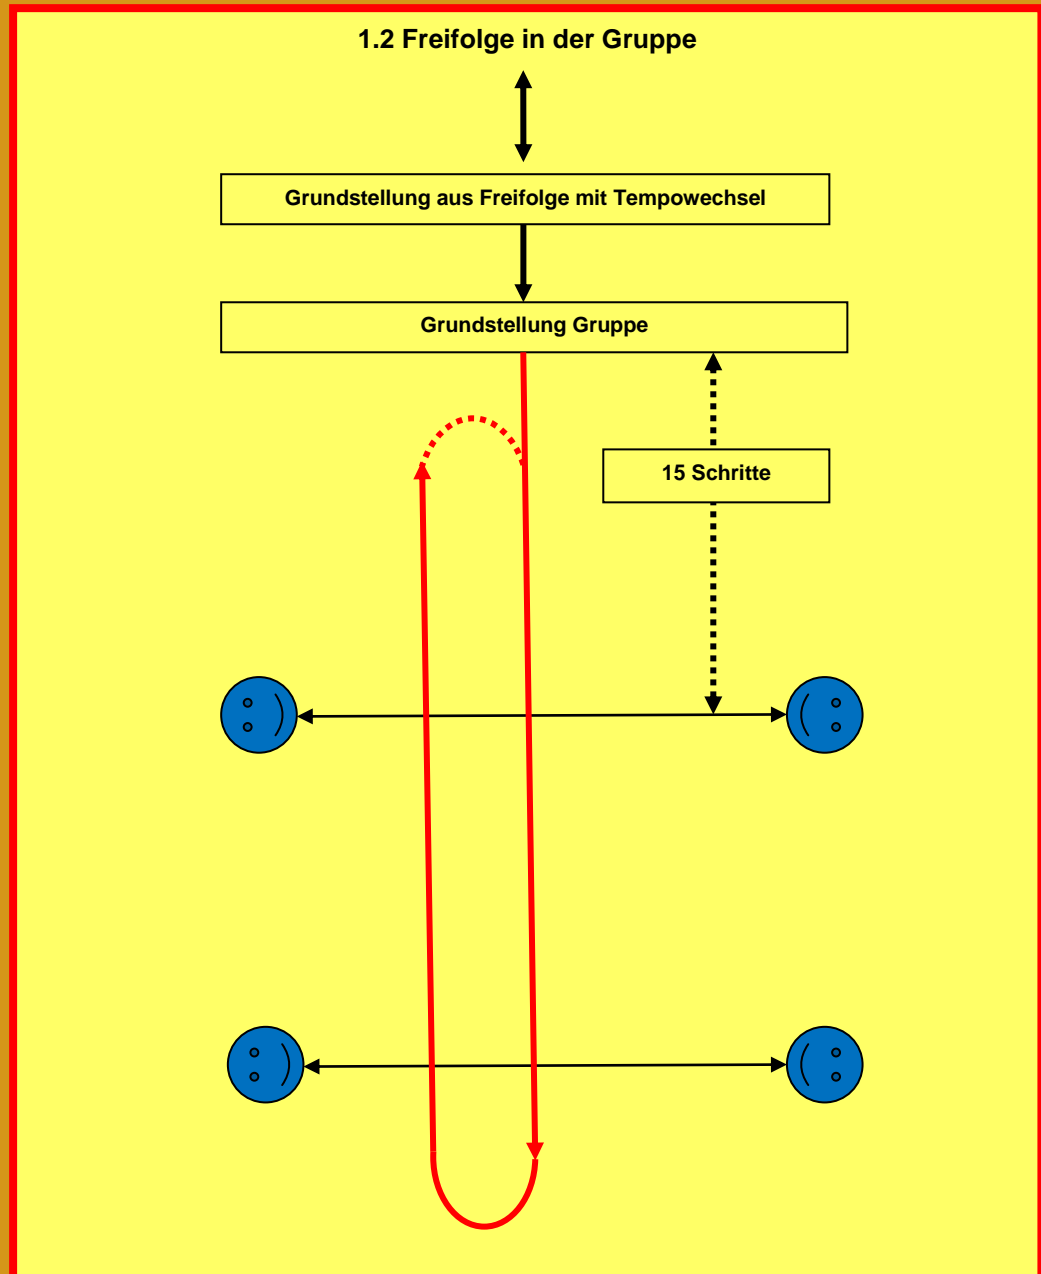 1.2 Freifolge in der Gruppe
Grundstellung aus Freifolge mit Tempowechsel
Grundstellung Gruppe
15 Schritte